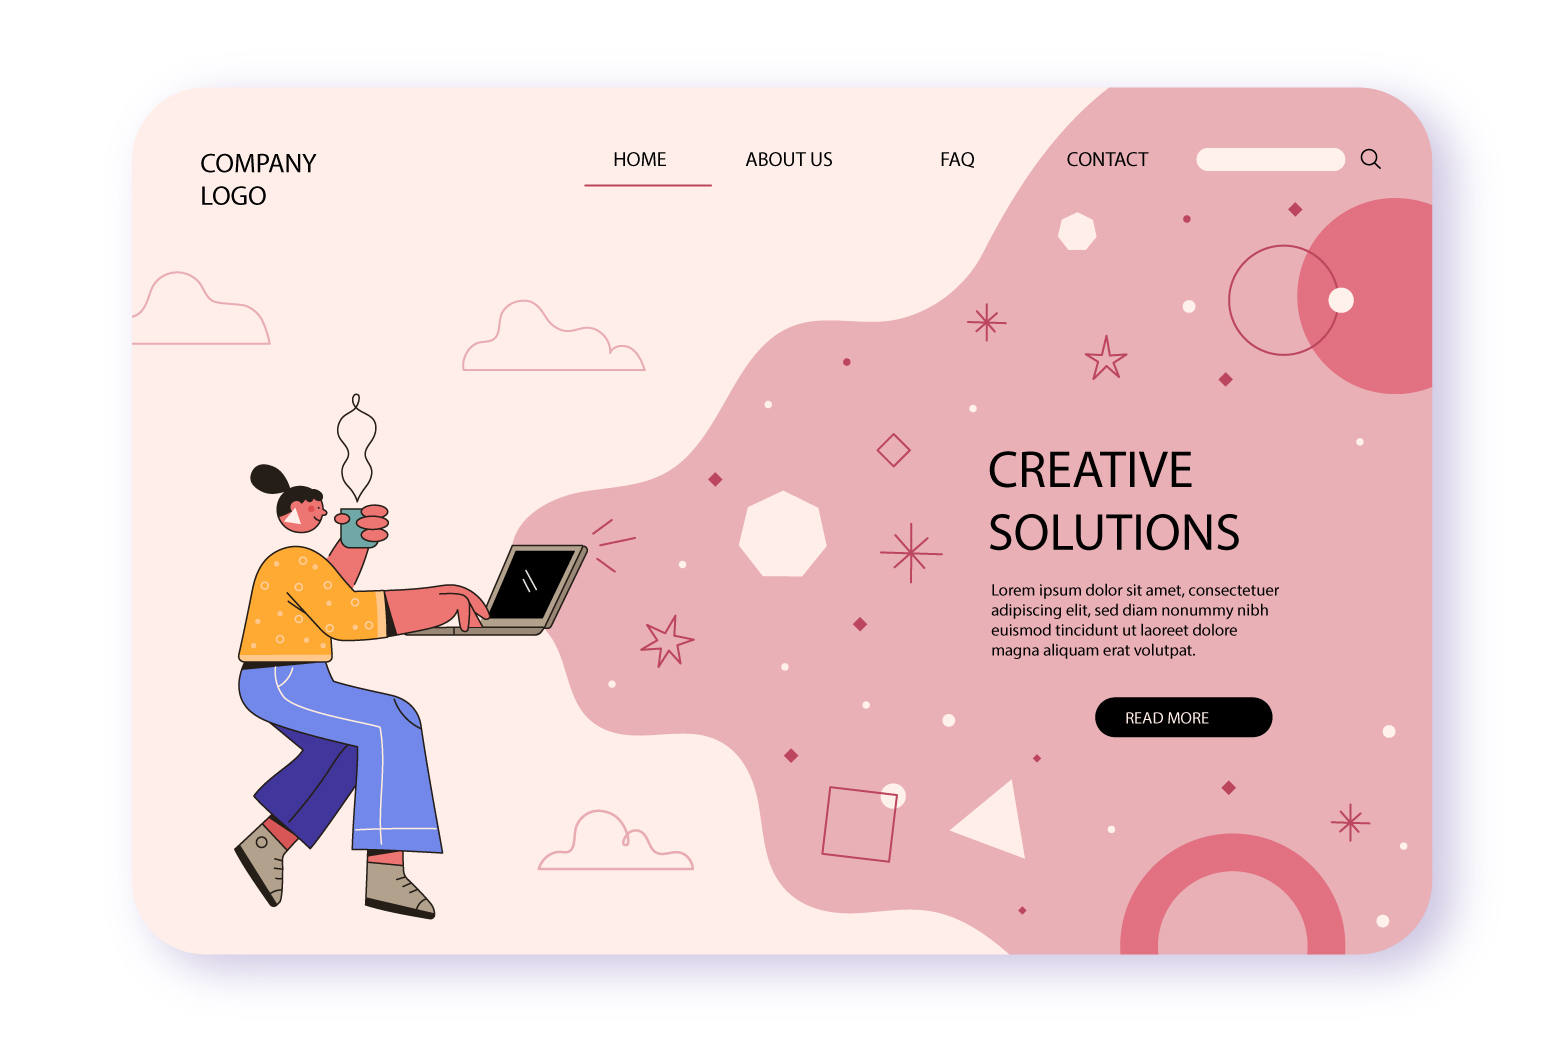 COMPANY
LOGO
HOME
ABOUT US
FAQ
CONTACT
CREATIVE
SOLUTIONS
Lorem ipsum dolor sit amet, consectetuer
adipiscing elit, sed diam nonummy nibh
euismod tincidunt ut laoreet dolore
magna aliquam erat volutpat.
READ MORE